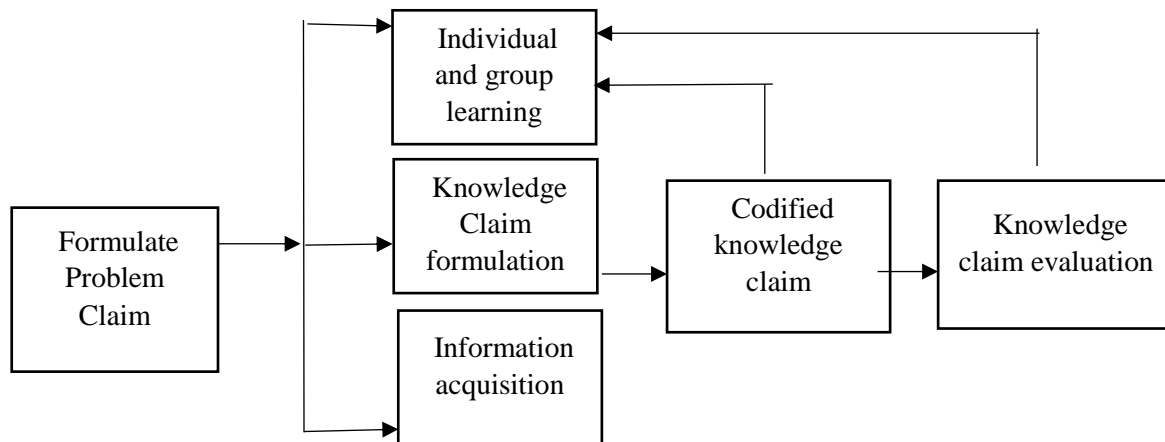 Individual
and group
learning
Knowledge
Claim
formulation
Codified
knowledge
claim
Knowledge
claim evaluation
Formulate
Problem
Claim
Information
acquisition